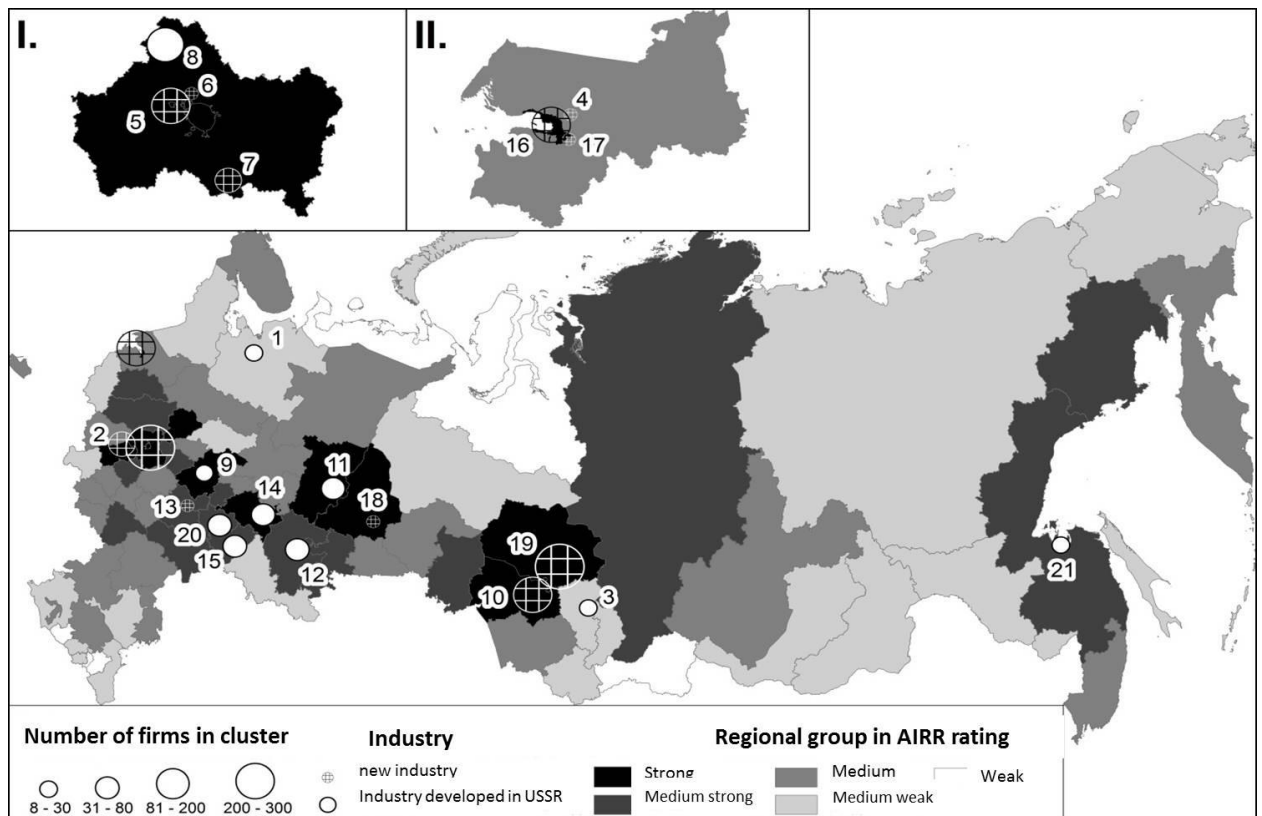 I.
8
6
5
7
II.
4
16
17
1
2
9
11
14
18
13
20
15
12
19
10
3
21
Number of firms in cluster
8 - 30
31 - 80
81 - 200
200 - 300
Industry
new industry
Industry developed in USSR
Regional group in AIRR rating
Strong
Medium strong
Medium
Medium weak
Weak